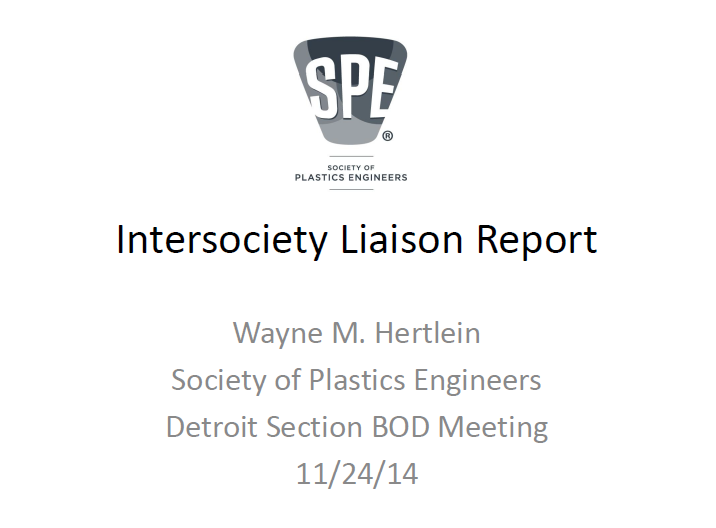 SPE
®
SOCIETY OF
PLASTICS ENGINEERS
Intersociety Liaison Report
Wayne M. Hertlein
Society of Plastics Engineers
Detroit Section BOD Meeting
11/24/14